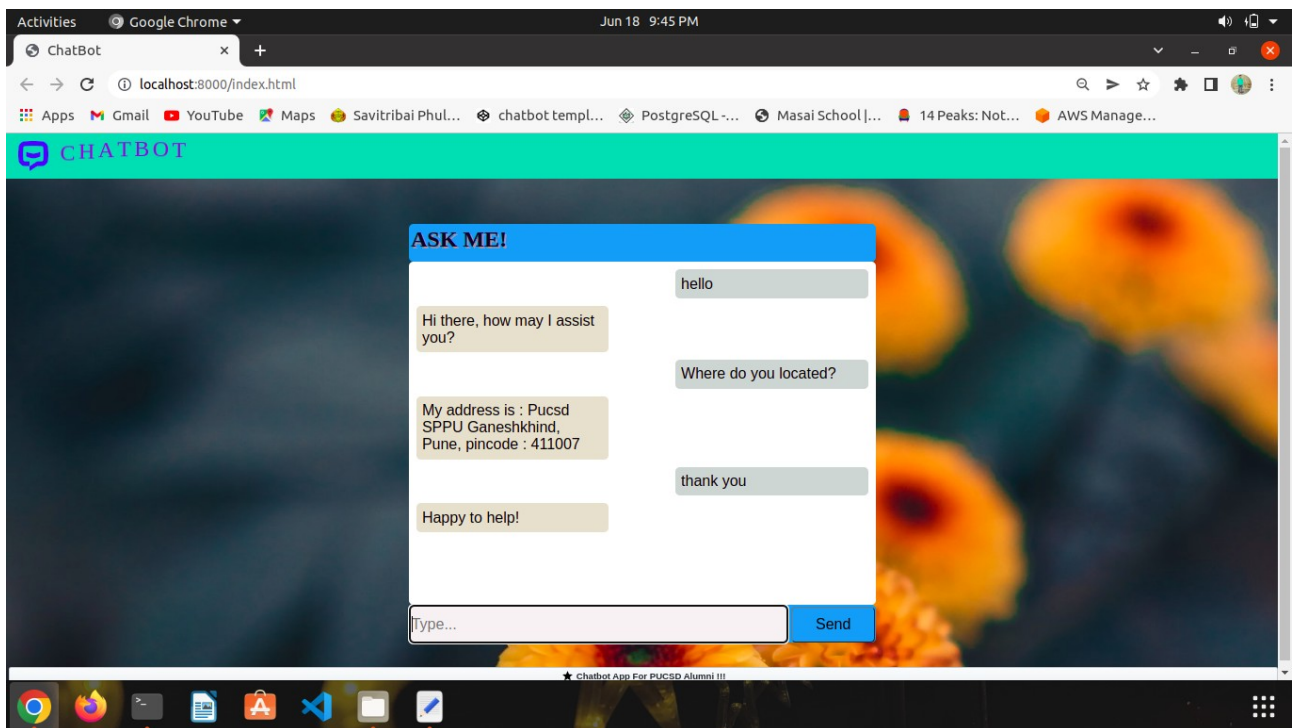 Activities Google Chrome Jun 18 9:45 PM
ChatBot
localhost:8000/index.html
Apps Gmail YouTube Maps Savitribai Phul... chatbot templ... PostgreSQL -... Masai School |... 14 Peaks: Not... AWS Manage...
CHATBOT
ASK ME!
hello
Hi there, how may I assist
you?
Where do you located?
My address is : Pucsd
SPPU Ganeshkhind,
Pune, pincode : 411007
thank you
Happy to help!
Type... Send
★ Chatbot App For PUCSD Alumni !!!